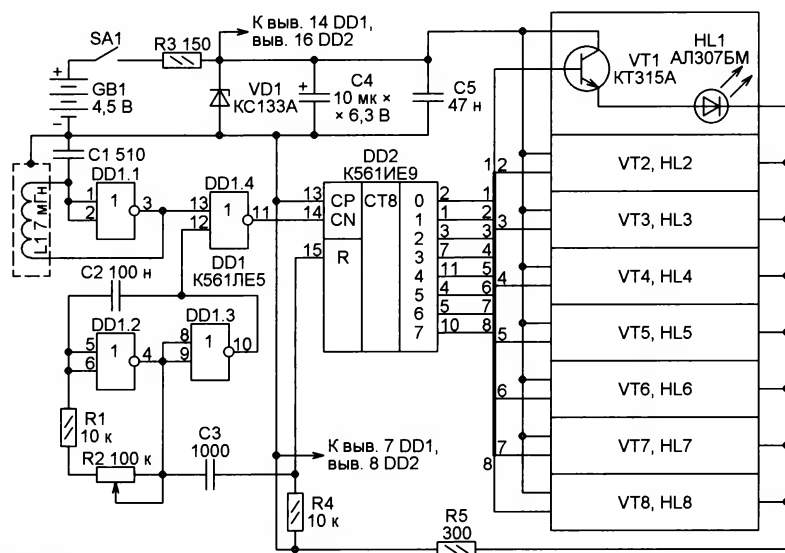 К выв. 14 DD1,
выв. 16 DD2
SA1
R3 150
+
GB1
4,5 В
−
VD1
КС133А
+
C4
10 мк ×
× 6,3 В
C5
47 н
VT1
КТ315А
HL1
АЛ307БМ
C1 510
L1 7 мГн
DD1.1
1
2
1
3
DD1.4
13
12
1
11
DD1
К561ЛЕ5
DD2
К561ИЕ9
13
14
15
CP
CN
R
CT8
0
1
2
3
4
5
6
7
2
1
3
7
11
4
5
10
1
2
3
4
5
6
7
8
1
2
3
4
5
6
7
8
VT2, HL2
VT3, HL3
VT4, HL4
VT5, HL5
VT6, HL6
VT7, HL7
VT8, HL8
C2 100 н
DD1.2
5
6
1
4
DD1.3
8
9
1
10
R1
10 к
R2 100 к
C3
1000
К выв. 7 DD1,
выв. 8 DD2
R4
10 к
R5
300